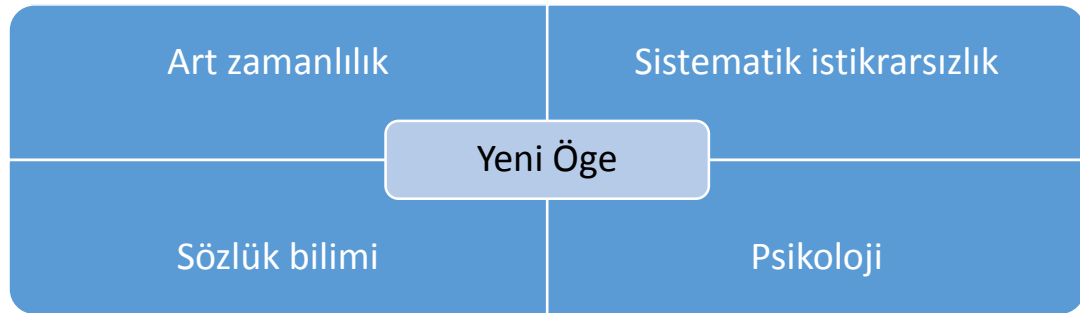 Art zamanlılık
Sistematik istikrarsızlık
Yeni Öge
Sözlük bilimi
Psikoloji